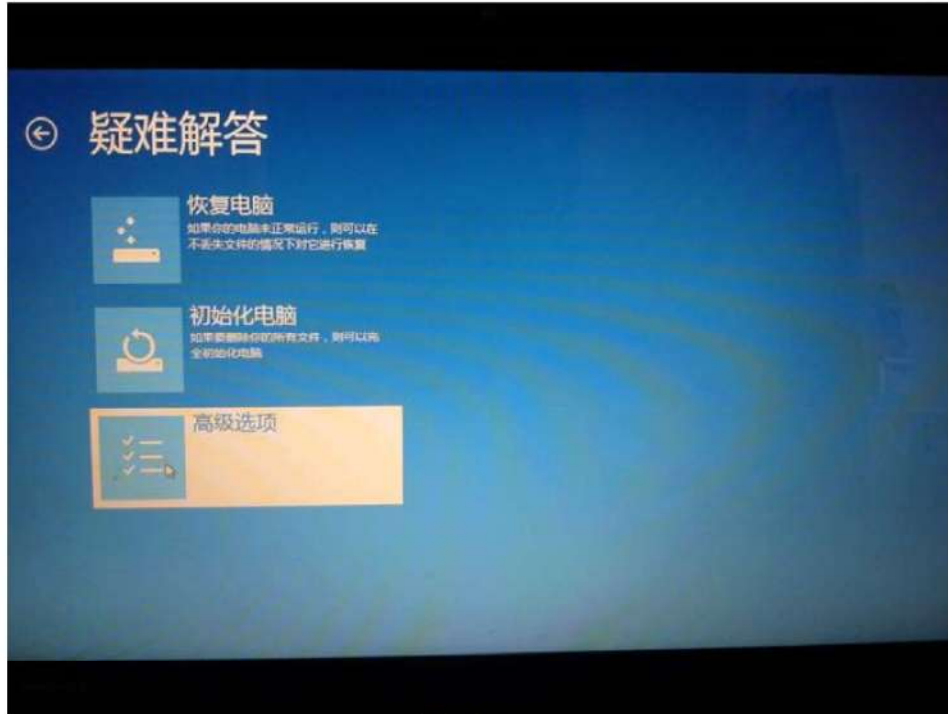 疑难解答
恢复电脑
如果你的电脑未正常运行，则可以在
不丢失文件的情况下对它进行恢复
初始化电脑
如果要删除你的所有文件，则可以完
全初始化电脑
高级选项